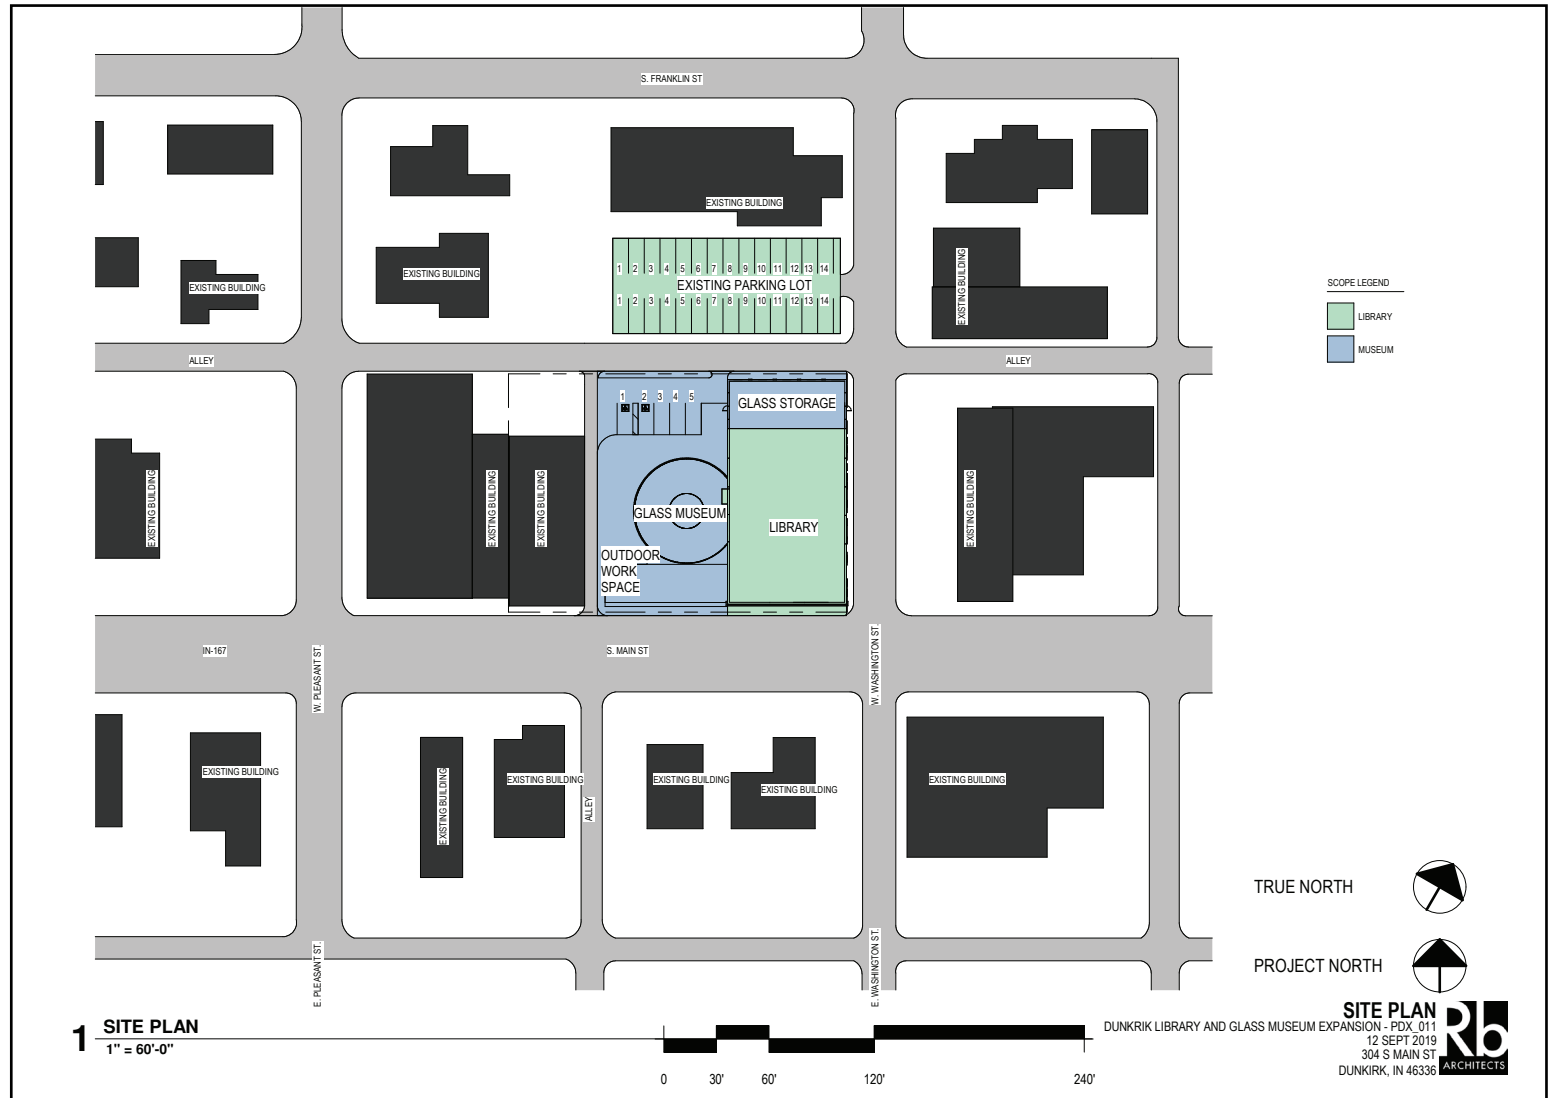 S. FRANKLIN ST
EXISTING BUILDING
EXISTING BUILDING
EXISTING BUILDING
EXISTING BUILDING
1 2 3 4 5 6 7 8 9 10 11 12 13 14
EXISTING PARKING LOT
1 2 3 4 5 6 7 8 9 10 11 12 13 14
SCOPE LEGEND
LIBRARY
MUSEUM
ALLEY
ALLEY
1 2 3 4 5
GLASS STORAGE
EXISTING BUILDING
EXISTING BUILDING
EXISTING BUILDING
GLASS MUSEUM
LIBRARY
EXISTING BUILDING
OUTDOOR
WORK
SPACE
IN-167
W. PLEASANT ST.
S. MAIN ST
W. WASHINGTON ST.
EXISTING BUILDING
EXISTING BUILDING
EXISTING BUILDING
ALLEY
EXISTING BUILDING
EXISTING BUILDING
EXISTING BUILDING
TRUE NORTH
PROJECT NORTH
E. PLEASANT ST.
E. WASHINGTON ST.
1 SITE PLAN
1" = 60'-0"
0 30' 60' 120' 240'
SITE PLAN
DUNKRIK LIBRARY AND GLASS MUSEUM EXPANSION - PDX_011
12 SEPT 2019
304 S MAIN ST
DUNKIRK, IN 46336
Rb
ARCHITECTS